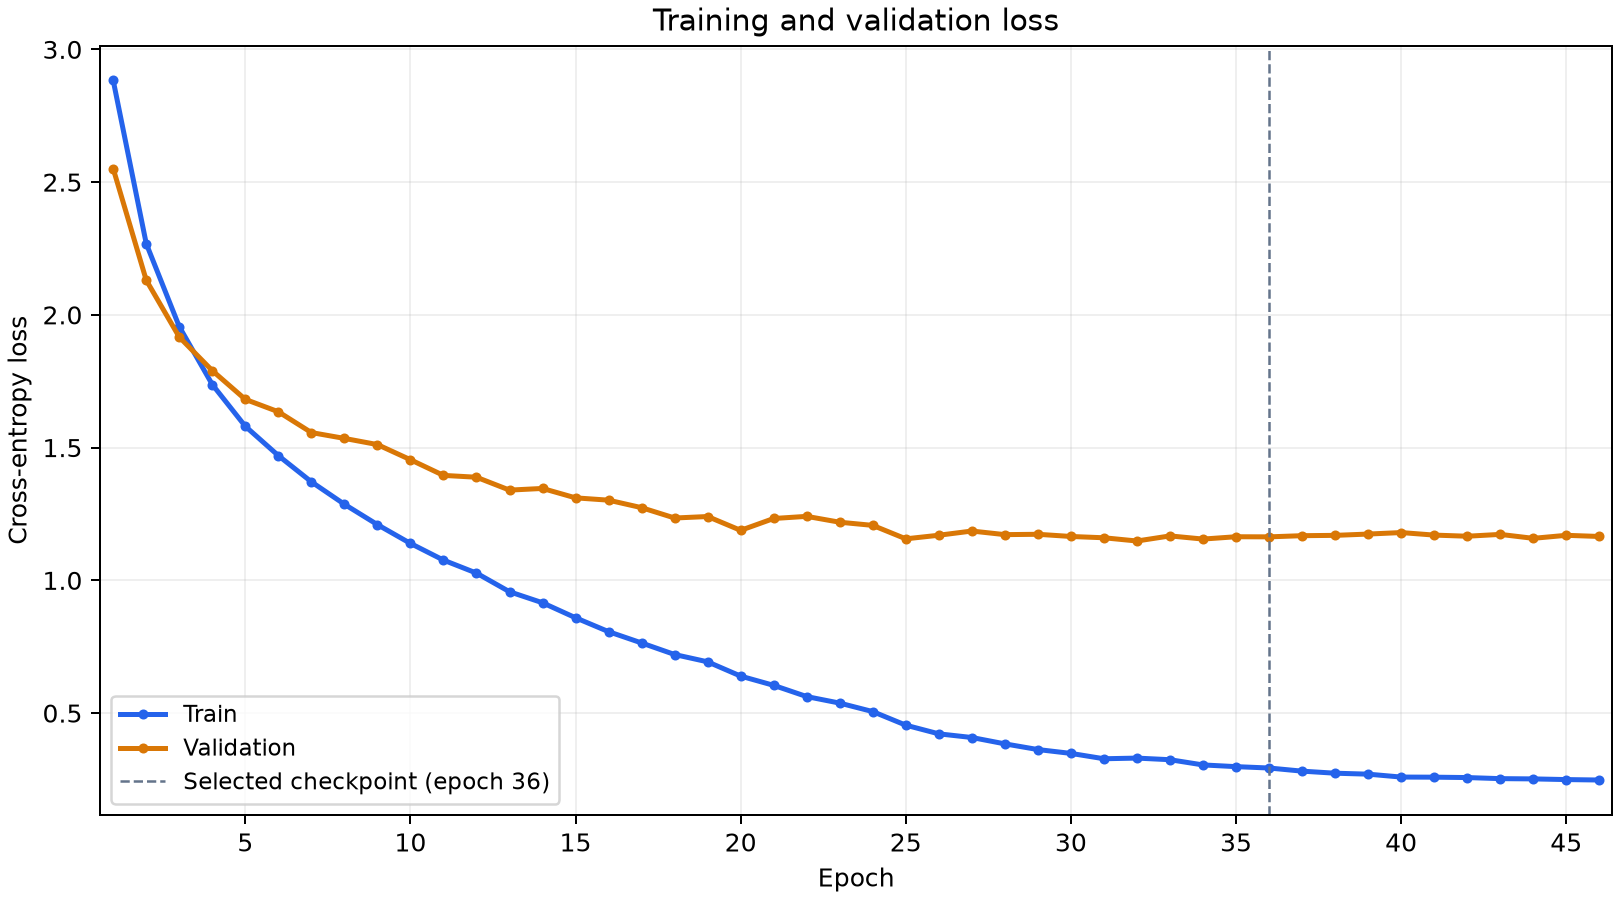 Training and validation loss
3.0
2.5
2.0
1.5
1.0
0.5
Cross-entropy loss
Train
Validation
Selected checkpoint (epoch 36)
5 10 15 20 25 30 35 40 45
Epoch